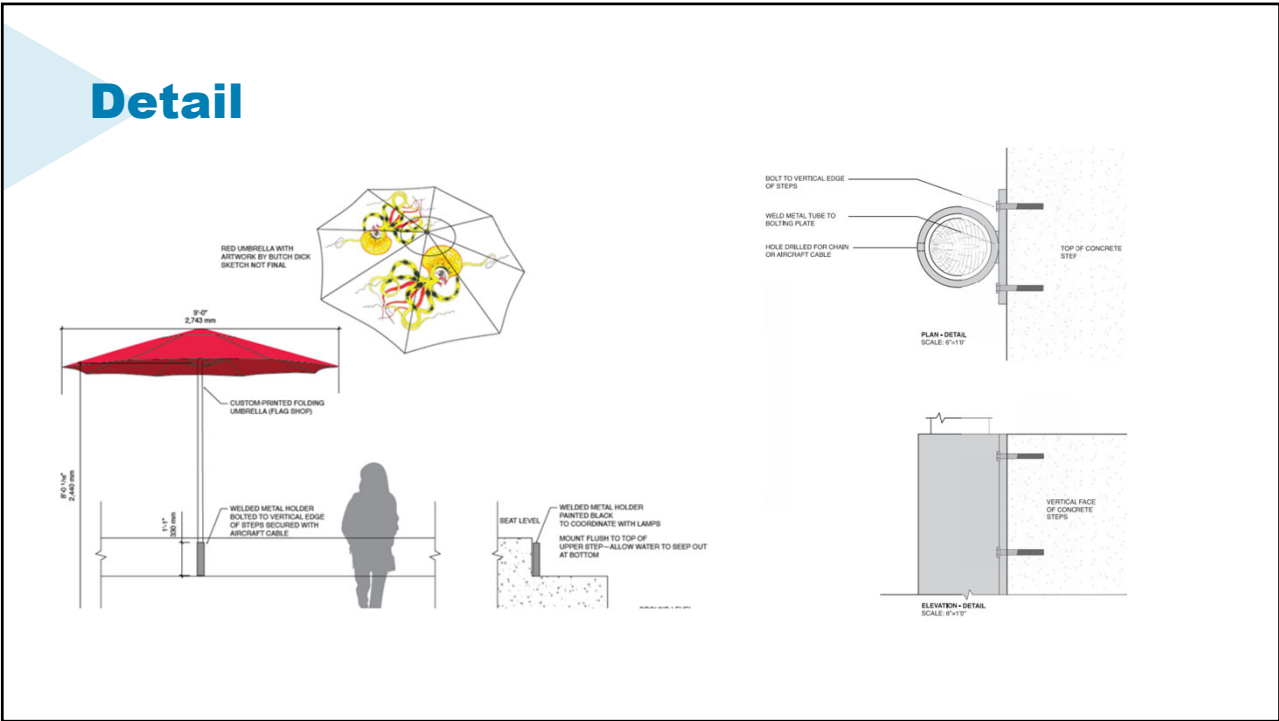 Detail
RED UMBRELLA WITH
ARTWORK BY BUTCH DICK
SKETCH NOT FINAL
9'-0"
2,743 mm
CUSTOM-PRINTED FOLDING
UMBRELLA (FLAG SHOP)
8'-0 1/16"
2,440 mm
1'-1"
330 mm
WELDED METAL HOLDER
BOLTED TO VERTICAL EDGE
OF STEPS SECURED WITH
AIRCRAFT CABLE
SEAT LEVEL
WELDED METAL HOLDER
PAINTED BLACK
TO COORDINATE WITH LAMPS
MOUNT FLUSH TO TOP OF
UPPER STEP—ALLOW WATER TO SEEP OUT
AT BOTTOM
BOLT TO VERTICAL EDGE
OF STEPS
WELD METAL TUBE TO
BOLTING PLATE
HOLE DRILLED FOR CHAIN
OR AIRCRAFT CABLE
TOP OF CONCRETE
STEP
PLAN - DETAIL
SCALE: 6"=1'0"
VERTICAL FACE
OF CONCRETE
STEPS
ELEVATION - DETAIL
SCALE: 6"=1'0"